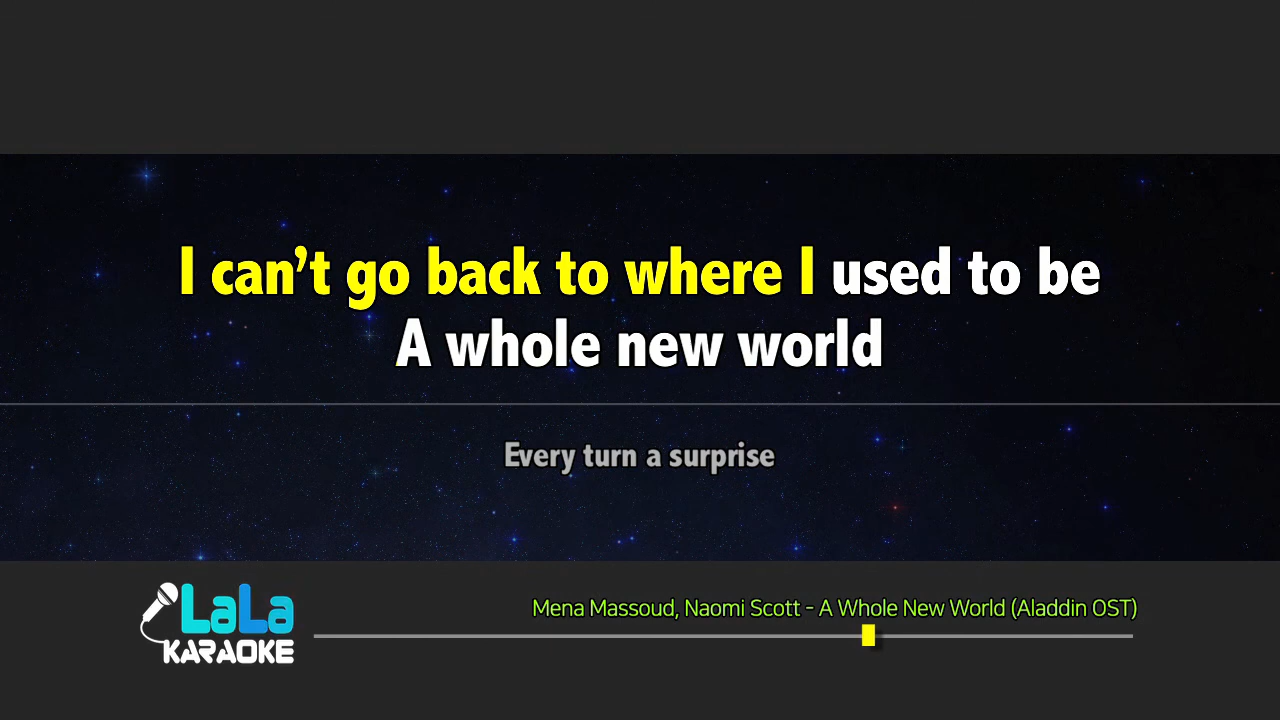 I can't go back to where I used to be
A whole new world
Every turn a surprise
LaLa
KARAOKE
Mena Massoud, Naomi Scott - A Whole New World (Aladdin OST)